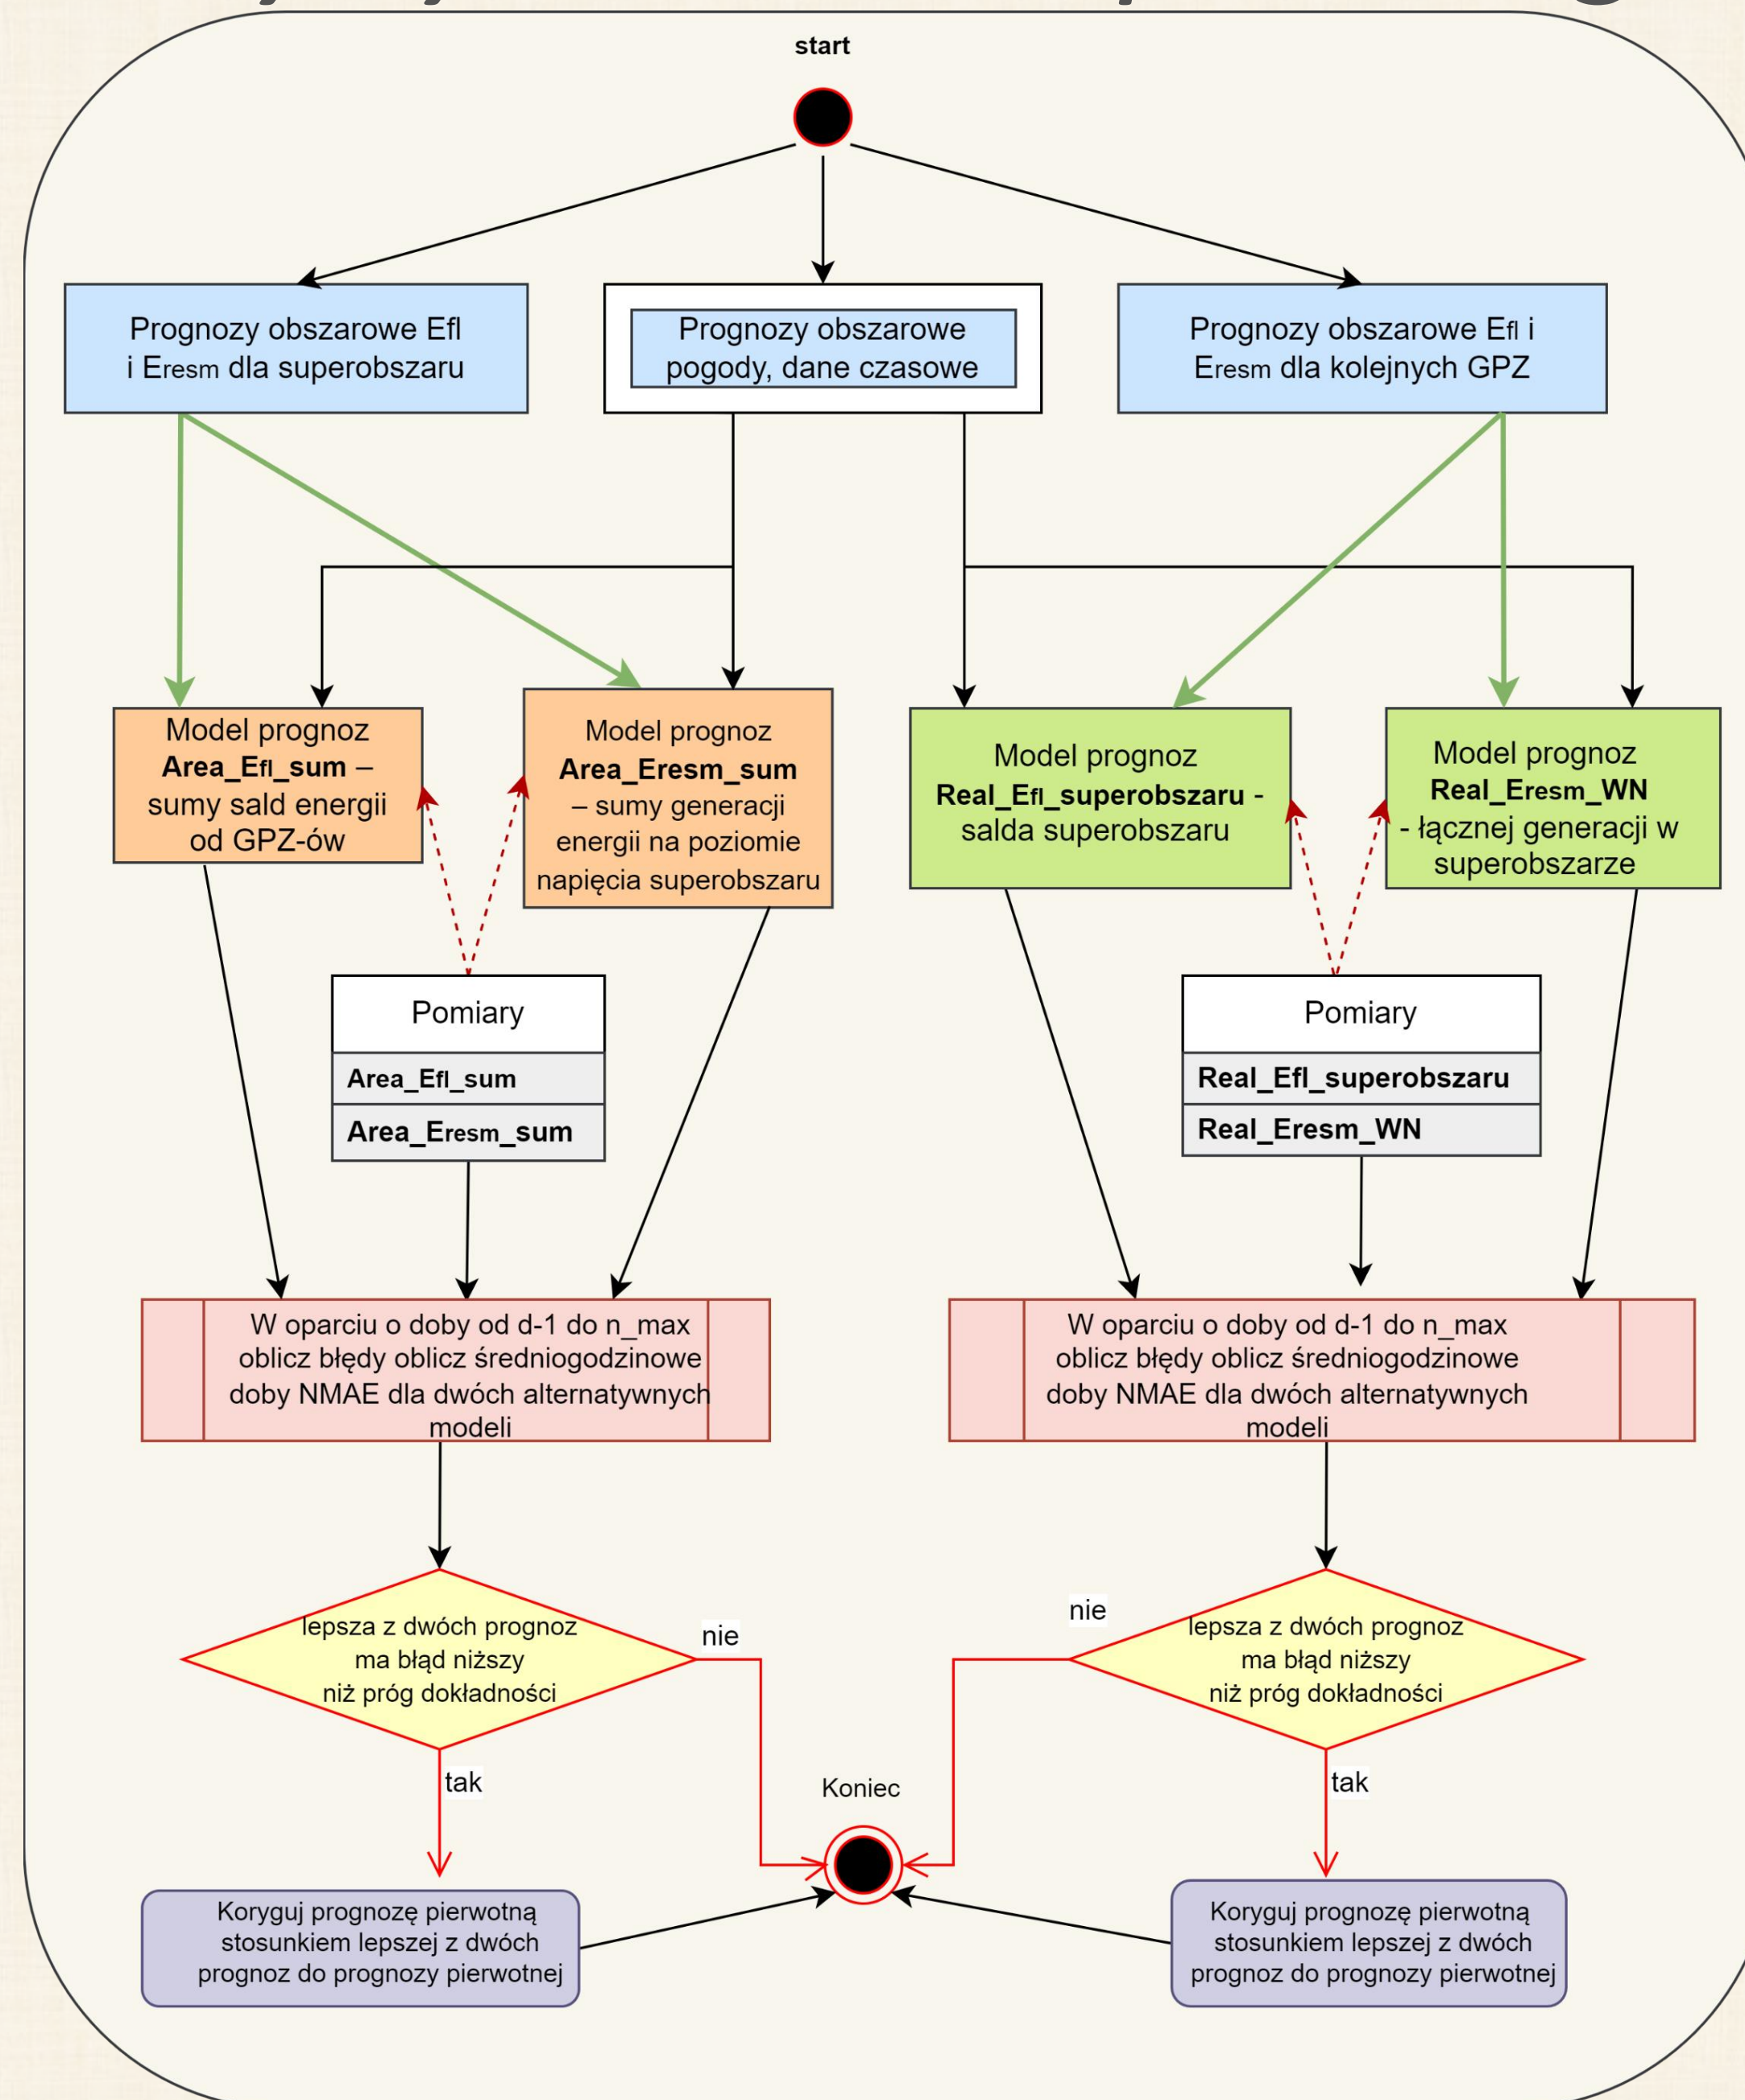 start
Prognozy obszarowe Efl
i Eresm dla superobszaru
Prognozy obszarowe
pogody, dane czasowe
Prognozy obszarowe Efl i
Eresm dla kolejnych GPZ
Model prognoz
Area_Efl_sum –
sumy sald energii
od GPZ-ów
Model prognoz
Area_Eresm_sum
– sumy generacji
energii na poziomie
napięcia superobszaru
Model prognoz
Real_Efl_superobszaru -
salda superobszaru
Model prognoz
Real_Eresm_WN
- łącznej generacji w
superobszarze
Pomiary
Area_Efl_sum
Area_Eresm_sum
Pomiary
Real_Efl_superobszaru
Real_Eresm_WN
W oparciu o doby od d-1 do n_max
oblicz błędy oblicz średniogodzinowe
doby NMAE dla dwóch alternatywnych
modeli
W oparciu o doby od d-1 do n_max
oblicz błędy oblicz średniogodzinowe
doby NMAE dla dwóch alternatywnych
modeli
lepsza z dwóch prognoz
ma błąd niższy
niż próg dokładności
nie
tak
nie
lepsza z dwóch prognoz
ma błąd niższy
niż próg dokładności
tak
Koniec
Koryguj prognozę pierwotną
stosunkiem lepszej z dwóch
prognoz do prognozy pierwotnej
Koryguj prognozę pierwotną
stosunkiem lepszej z dwóch
prognoz do prognozy pierwotnej